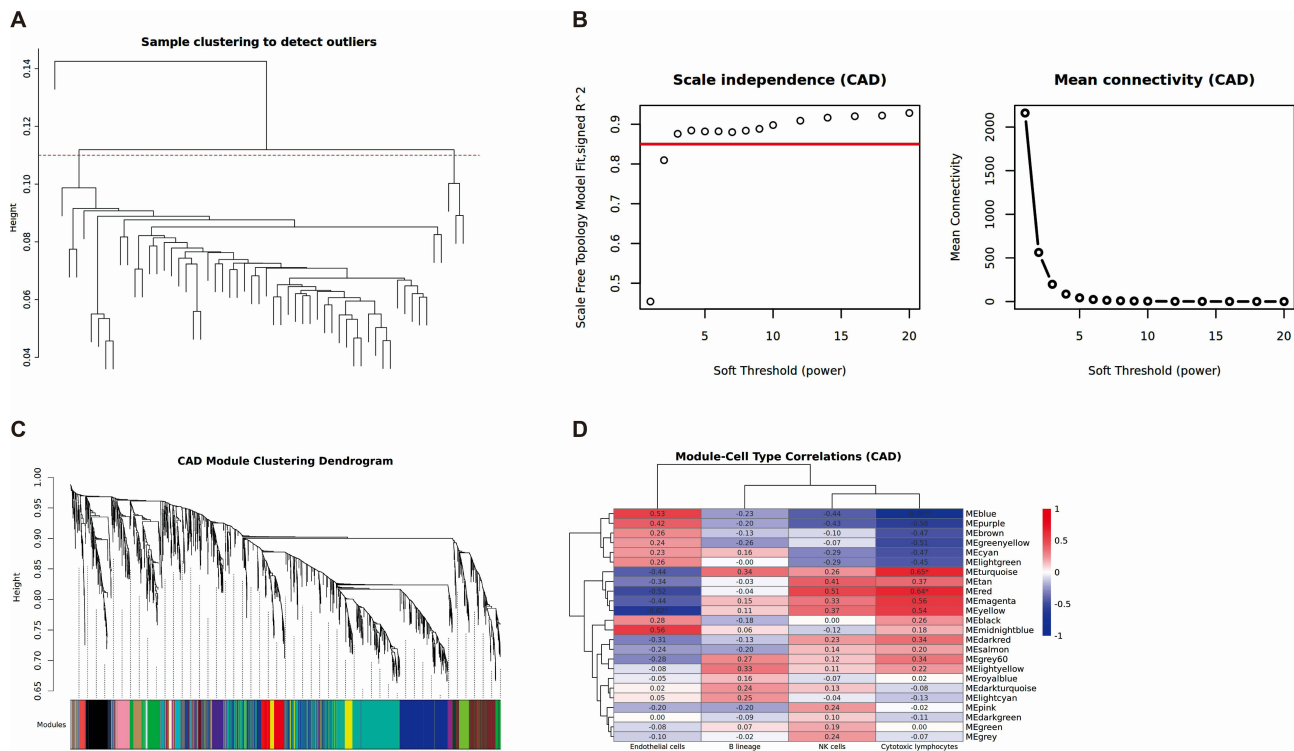 A
Sample clustering to detect outliers
Height
0.14
0.12
0.10
0.08
0.06
0.04
B
Scale independence (CAD)
Scale Free Topology Model Fit,signed R^2
0.9
0.8
0.7
0.6
0.5
5 10 15 20
Soft Threshold (power)
Mean connectivity (CAD)
Mean Connectivity
2000
1500
1000
500
0
5 10 15 20
Soft Threshold (power)
C
CAD Module Clustering Dendrogram
Height
1.00
0.95
0.90
0.85
0.80
0.75
0.70
0.65
Modules
D
Module-Cell Type Correlations (CAD)
0.53 -0.23 -0.44 MEblue
0.42 -0.20 -0.43 MEpurple
0.26 -0.13 -0.10 -0.47 MEbrown
0.24 -0.26 -0.07 -0.51 MEgreenyellow
0.23 0.16 -0.29 -0.47 MEcyan
0.26 -0.00 -0.29 -0.45 MElightgreen
-0.44 0.34 0.26 0.65* MEturquoise
-0.34 -0.03 0.41 0.37 MEtan
-0.52 -0.04 0.51 0.64* MEred
-0.44 0.15 0.33 0.56 MEmagenta
0.11 0.37 0.54 MEyellow
0.28 -0.18 0.00 0.26 MEblack
0.56 0.06 -0.12 0.18 MEmidnightblue
-0.31 -0.13 0.23 0.34 MEdarkred
-0.24 -0.20 0.14 0.20 MEsalmon
-0.28 0.27 0.12 0.34 MEgrey60
-0.08 0.33 0.11 0.22 MElightyellow
-0.05 0.16 -0.07 0.02 MEroyalblue
0.02 0.24 0.13 -0.08 MEdarkturquoise
0.05 0.25 -0.04 -0.13 MElightcyan
-0.20 -0.20 0.24 -0.02 MEpink
0.00 -0.09 0.10 -0.11 MEdarkgreen
-0.08 0.07 0.19 0.00 MEgreen
-0.10 -0.02 0.24 -0.07 MEgrey
Endothelial cells B lineage NK cells Cytotoxic lymphocytes
1
0.5
0
-0.5
-1